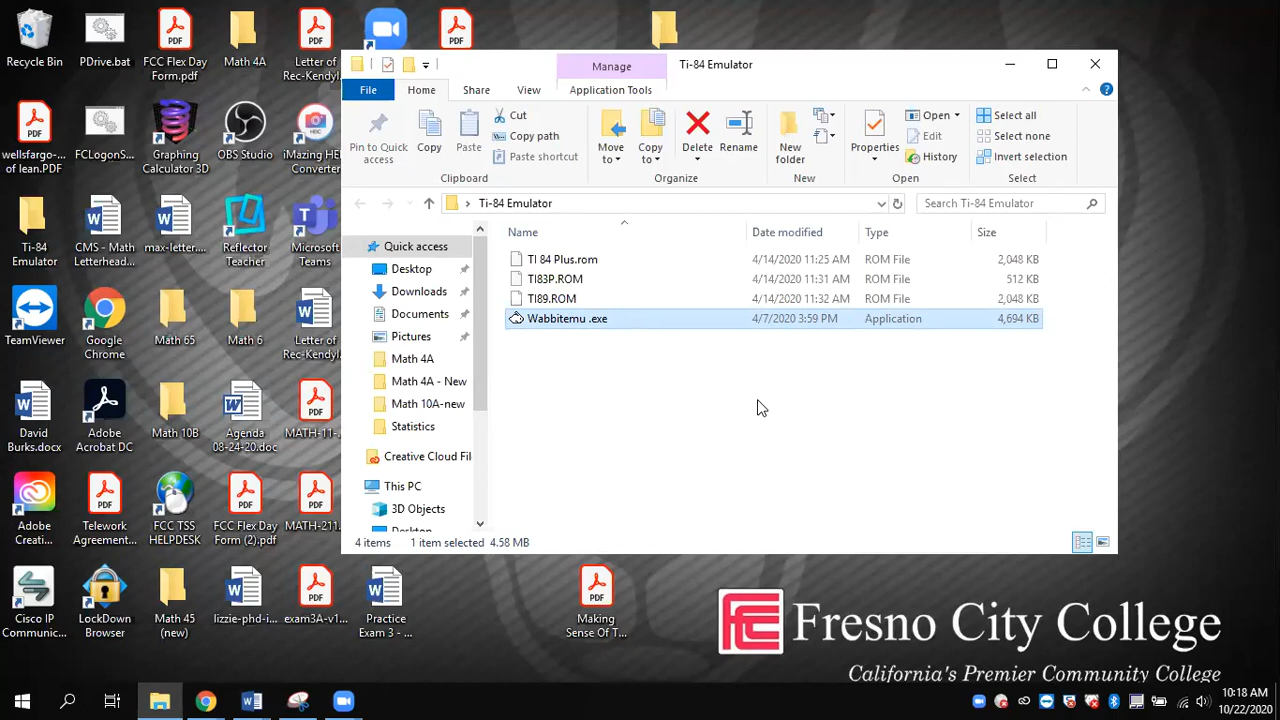 Ti-84 Emulator
Manage
File
Home
Share
View
Application Tools
Pin to Quick
access
Copy
Paste
Cut
Copy path
Paste shortcut
Clipboard
Move
to
Copy
to
Delete
Rename
Organize
New
folder
New
Properties
Open
Edit
History
Open
Select all
Select none
Invert selection
Select
Ti-84 Emulator
Search Ti-84 Emulator
Name
Date modified
Type
Size
TI 84 Plus.rom 4/14/2020 11:25 AM ROM File 2,048 KB
TI83P.ROM 4/14/2020 11:31 AM ROM File 512 KB
TI89.ROM 4/14/2020 11:32 AM ROM File 2,048 KB
Wabbitemu .exe 4/7/2020 3:59 PM Application 4,694 KB
Quick access
Desktop
Downloads
Documents
Pictures
Math 4A
Math 4A - New
Math 10A-new
Statistics
Creative Cloud Fil
This PC
3D Objects
Desktop
4 items 1 item selected 4.58 MB
Recycle Bin
PDrive.bat
FCC Flex Day
Form.pdf
Math 4A
Letter of
Rec-Kendyl...
wellsfargo-...
of lean.PDF
FCLogonS...
Graphing
Calculator 3D
OBS Studio
iMazing HEI
Converter
Ti-84
Emulator
CMS - Math
Letterhead...
max-letter....
Reflector
Teacher
Microsoft
Teams
TeamViewer
Google
Chrome
Math 65
Math 6
Letter of
Rec-Kendyl...
David
Burks.docx
Adobe
Acrobat DC
Math 10B
Agenda
08-24-20.doc
MATH-11-..
Adobe
Creati...
Telework
Agreement...
FCC TSS
HELPDESK
FCC Flex Day
Form (2).pdf
MATH-211.
Cisco IP
Communic...
LockDown
Browser
Math 45
(new)
lizzie-phd-i...
exam3A-v1...
Practice
Exam 3 - ...
Making
Sense Of T...
FCC
Fresno City College
California's Premier Community College
10:18 AM
10/22/2020